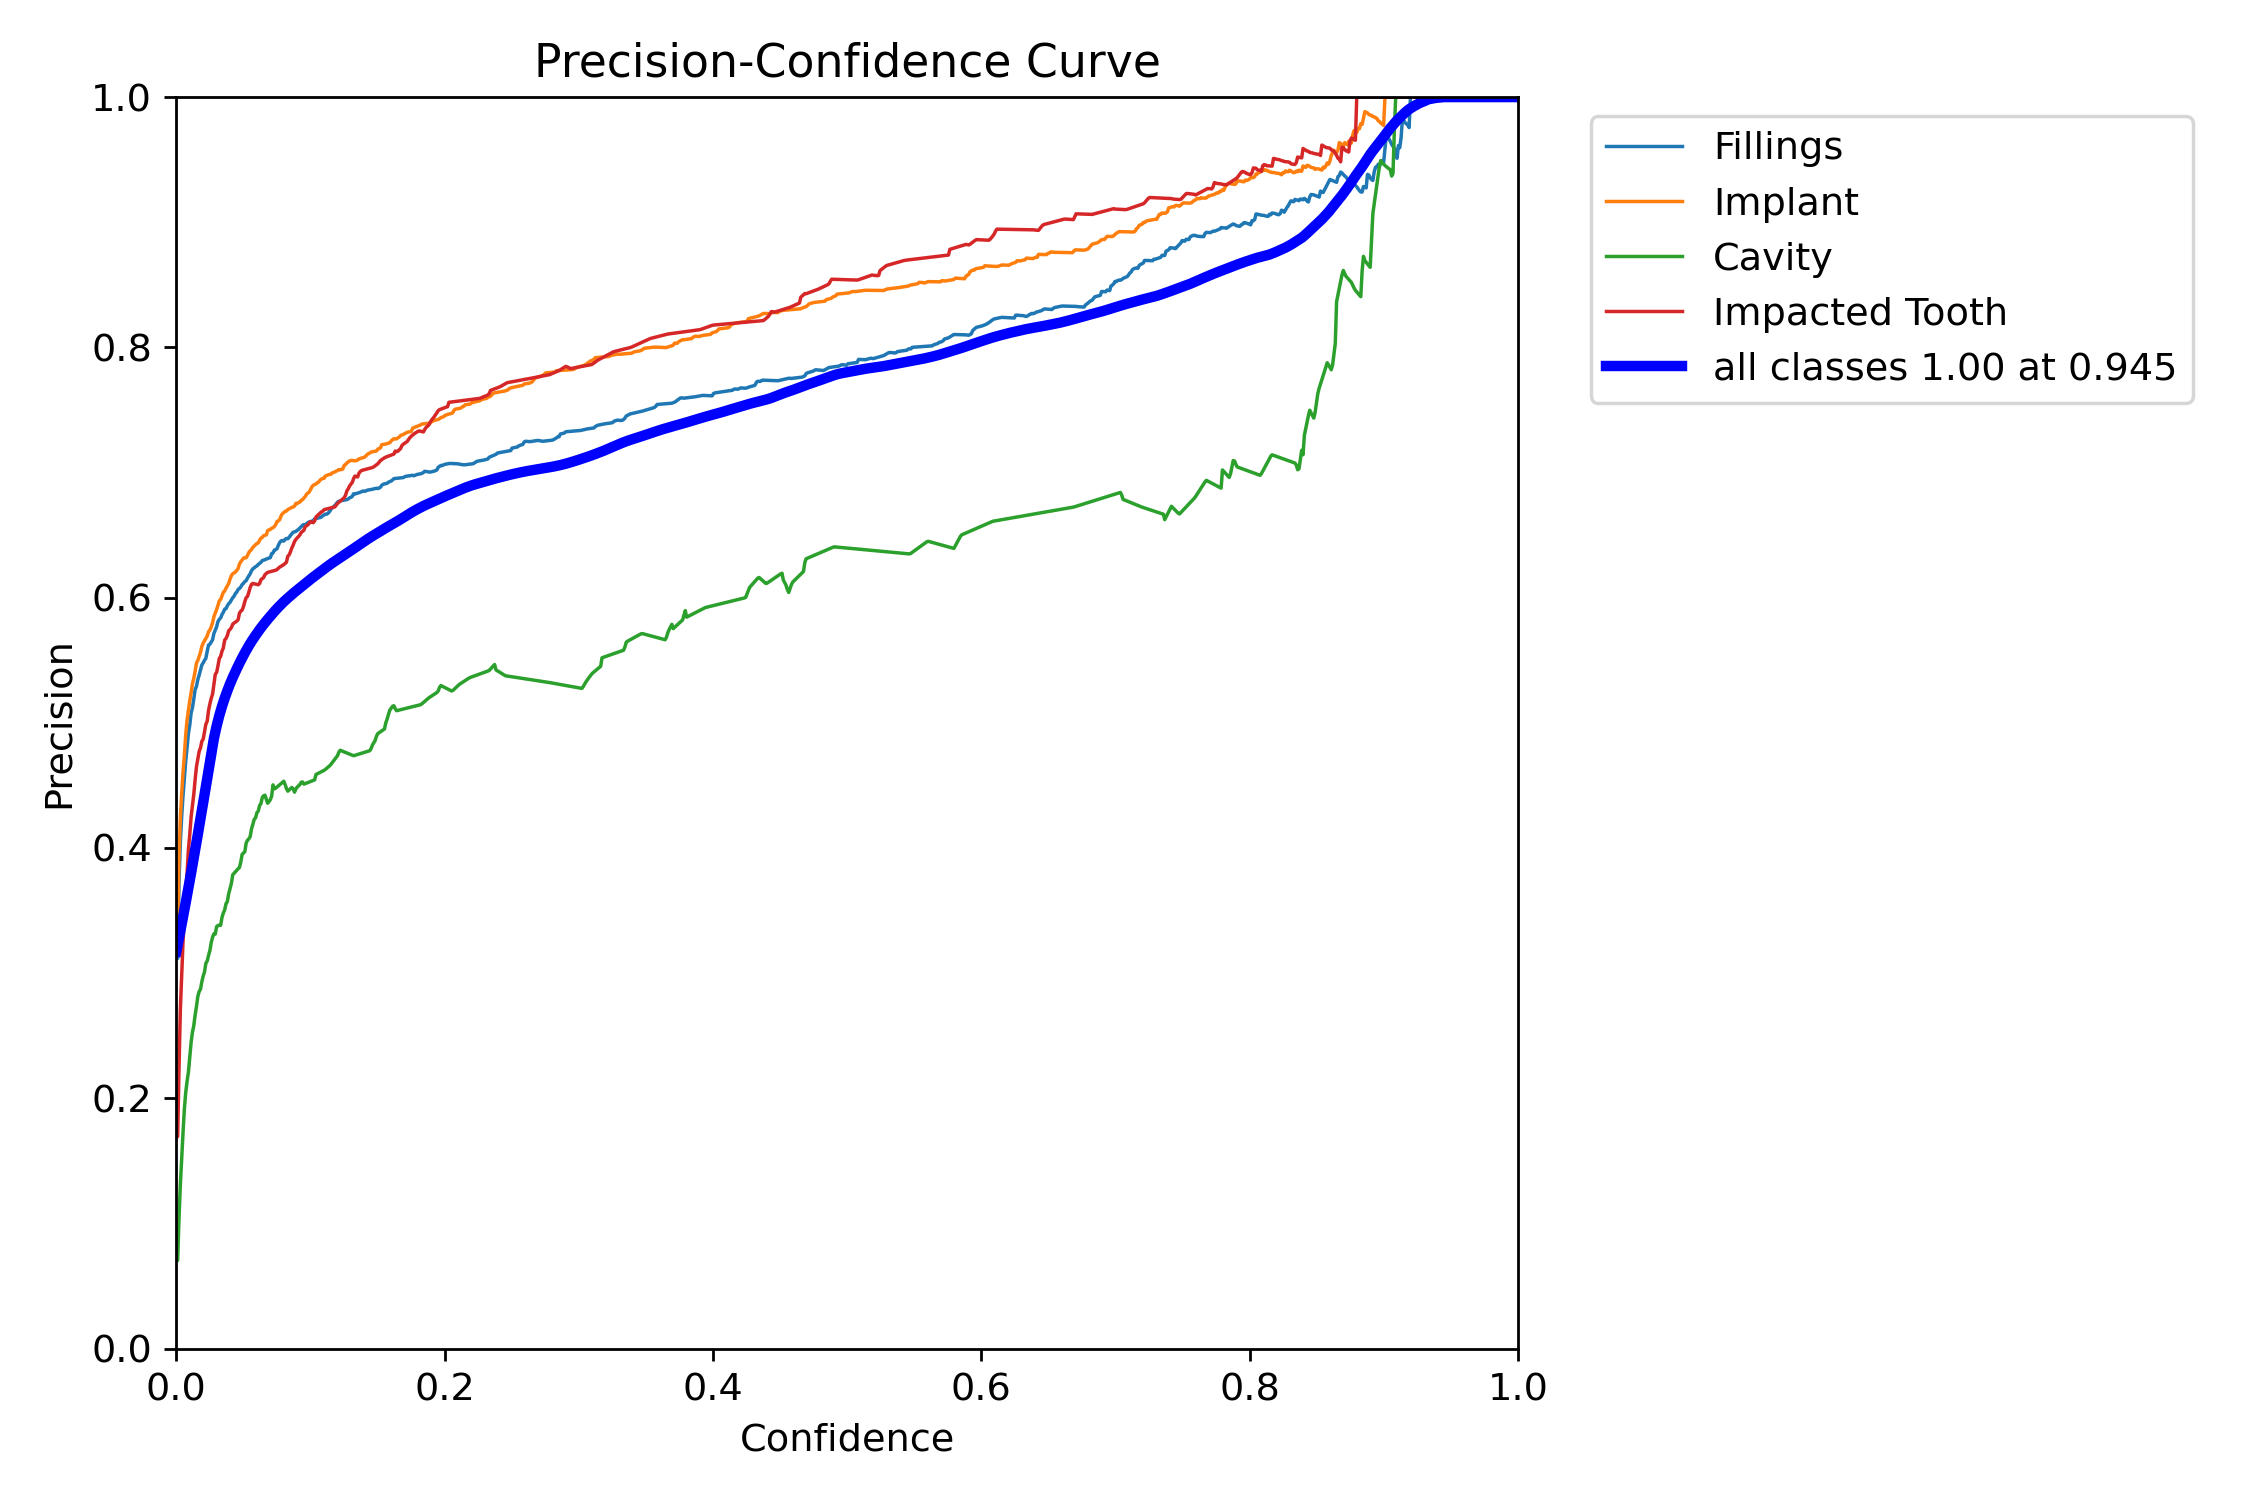 Precision-Confidence Curve
1.0
0.8
0.6
0.4
0.2
0.0
Precision
0.0 0.2 0.4 0.6 0.8 1.0
Confidence
Fillings
Implant
Cavity
Impacted Tooth
all classes 1.00 at 0.945